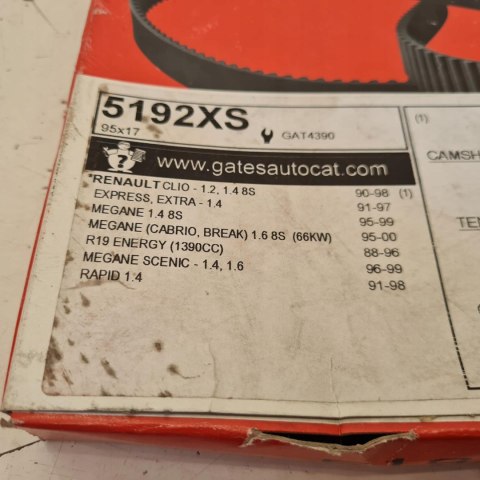 5192XS
95x17
GAT4390
(1)
www.gatesautocat.com
CAMSH
RENAULT CLIO - 1.2, 1.4 8S 90-98 (1)
EXPRESS, EXTRA - 1.4 91-97
MEGANE 1.4 8S 95-99
MEGANE (CABRIO, BREAK) 1.6 8S (66KW) 95-00
R19 ENERGY (1390CC) 88-96
MEGANE SCENIC - 1.4, 1.6 96-99
RAPID 1.4 91-98
TEN